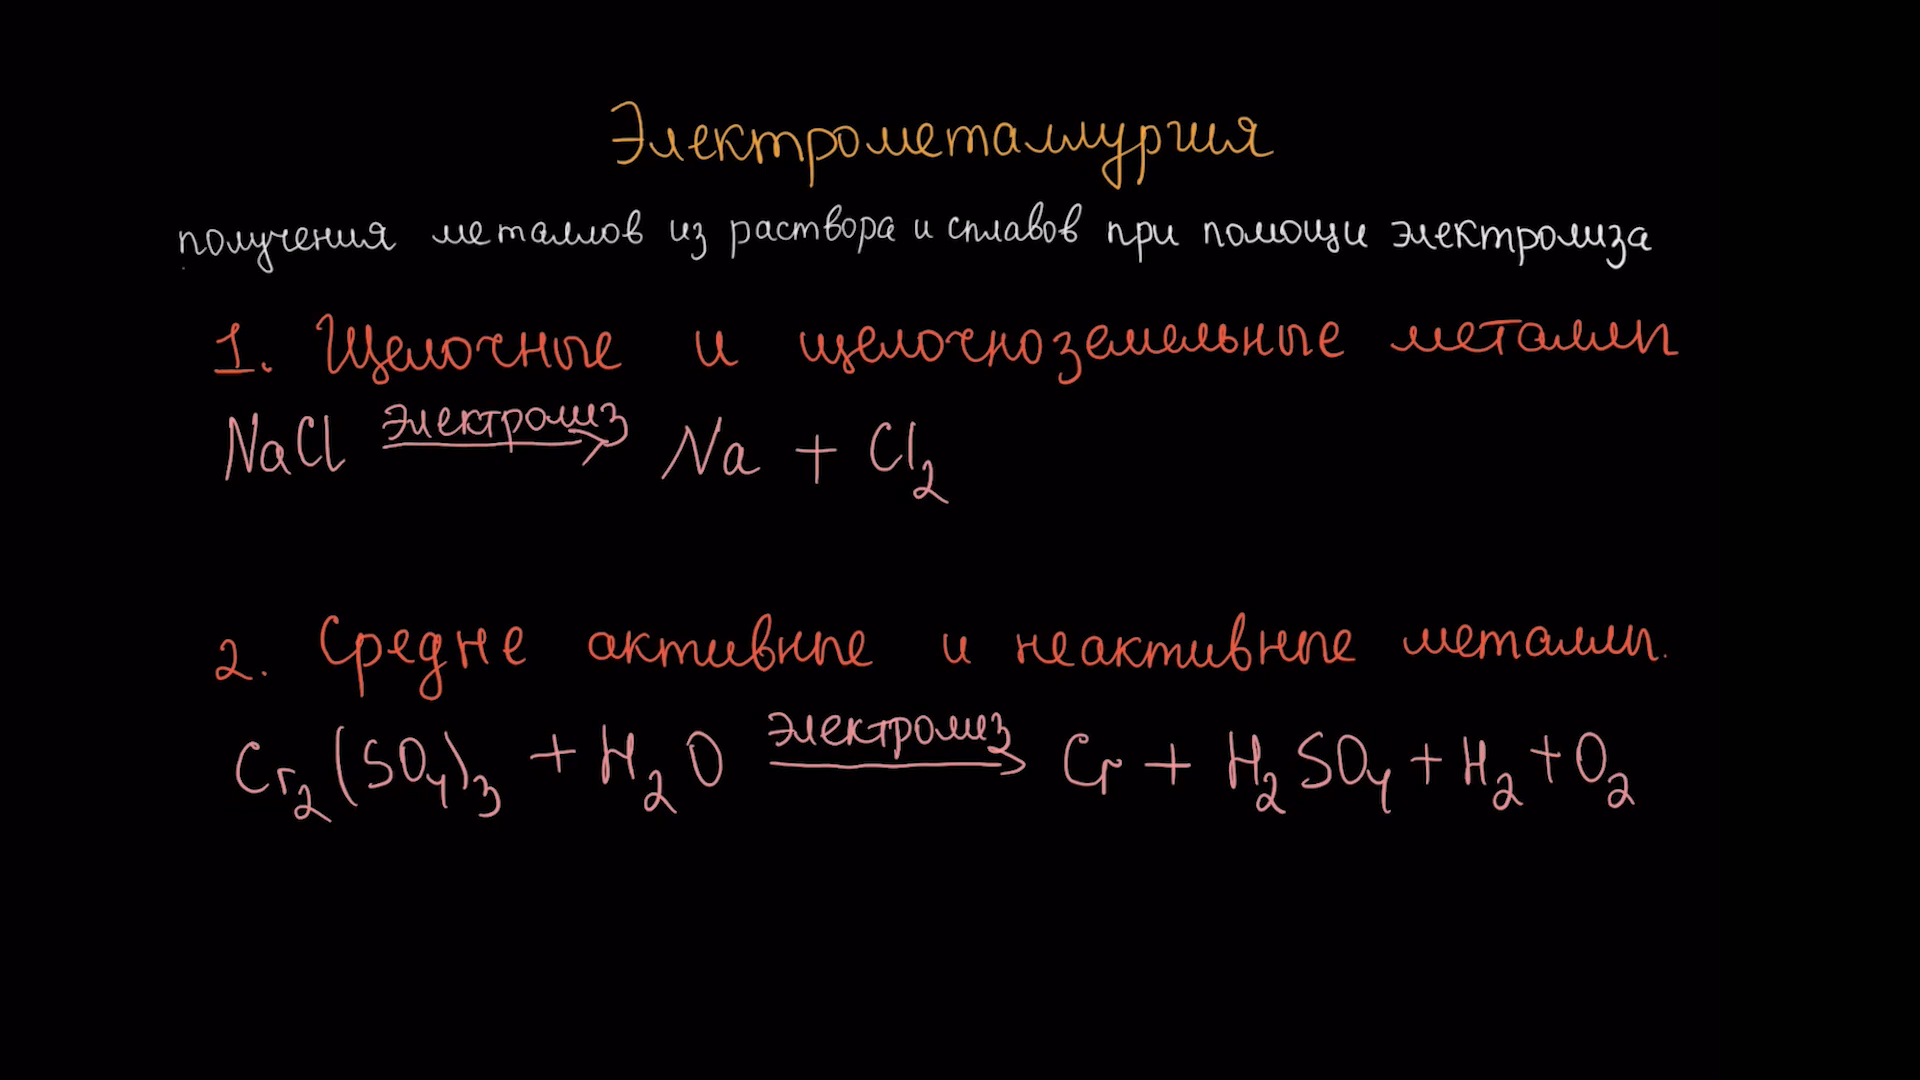 Электрометаллургия
получения металлов из раствора и сплавов при помощи электролиза
1. Щелочные и щелочноземельные металлы
NaCl электролиз → Na + Cl₂
2. Средне активные и неактивные металлы.
Cr₂(SO₄)₃ + H₂O электролиз → Cr + H₂SO₄ + H₂ + O₂